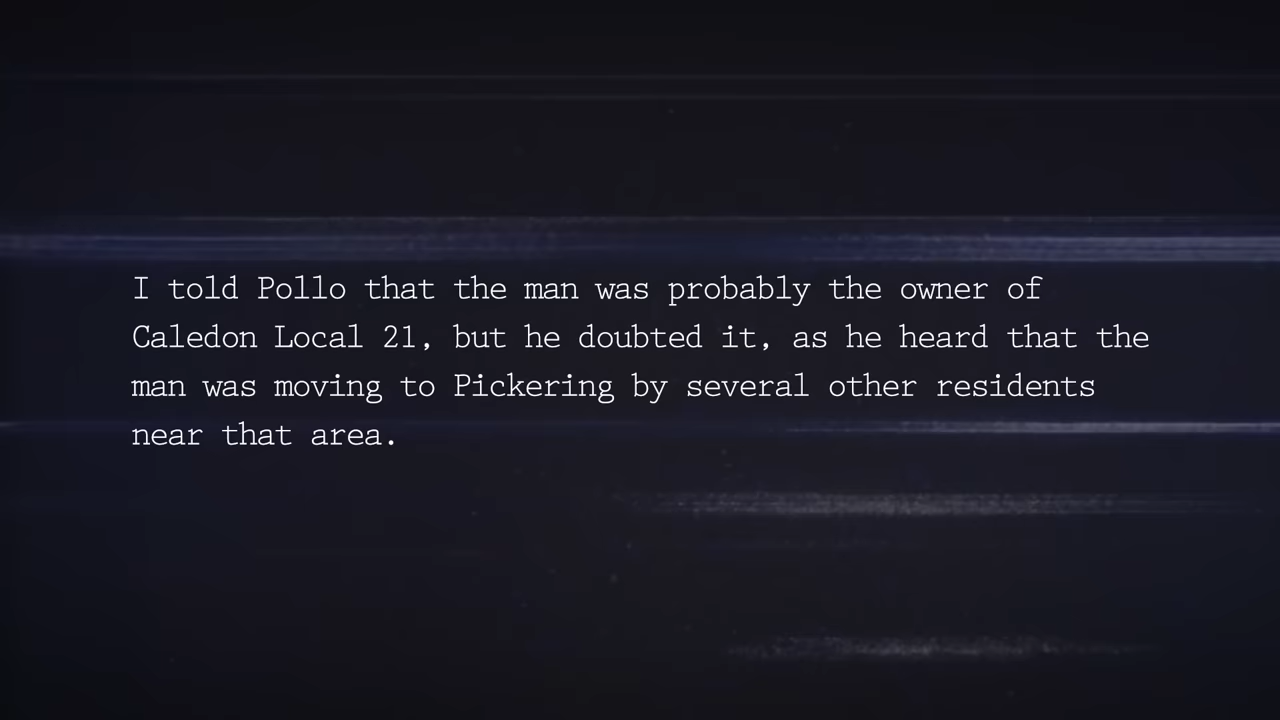 I told Pollo that the man was probably the owner of
Caledon Local 21, but he doubted it, as he heard that the
man was moving to Pickering by several other residents
near that area.